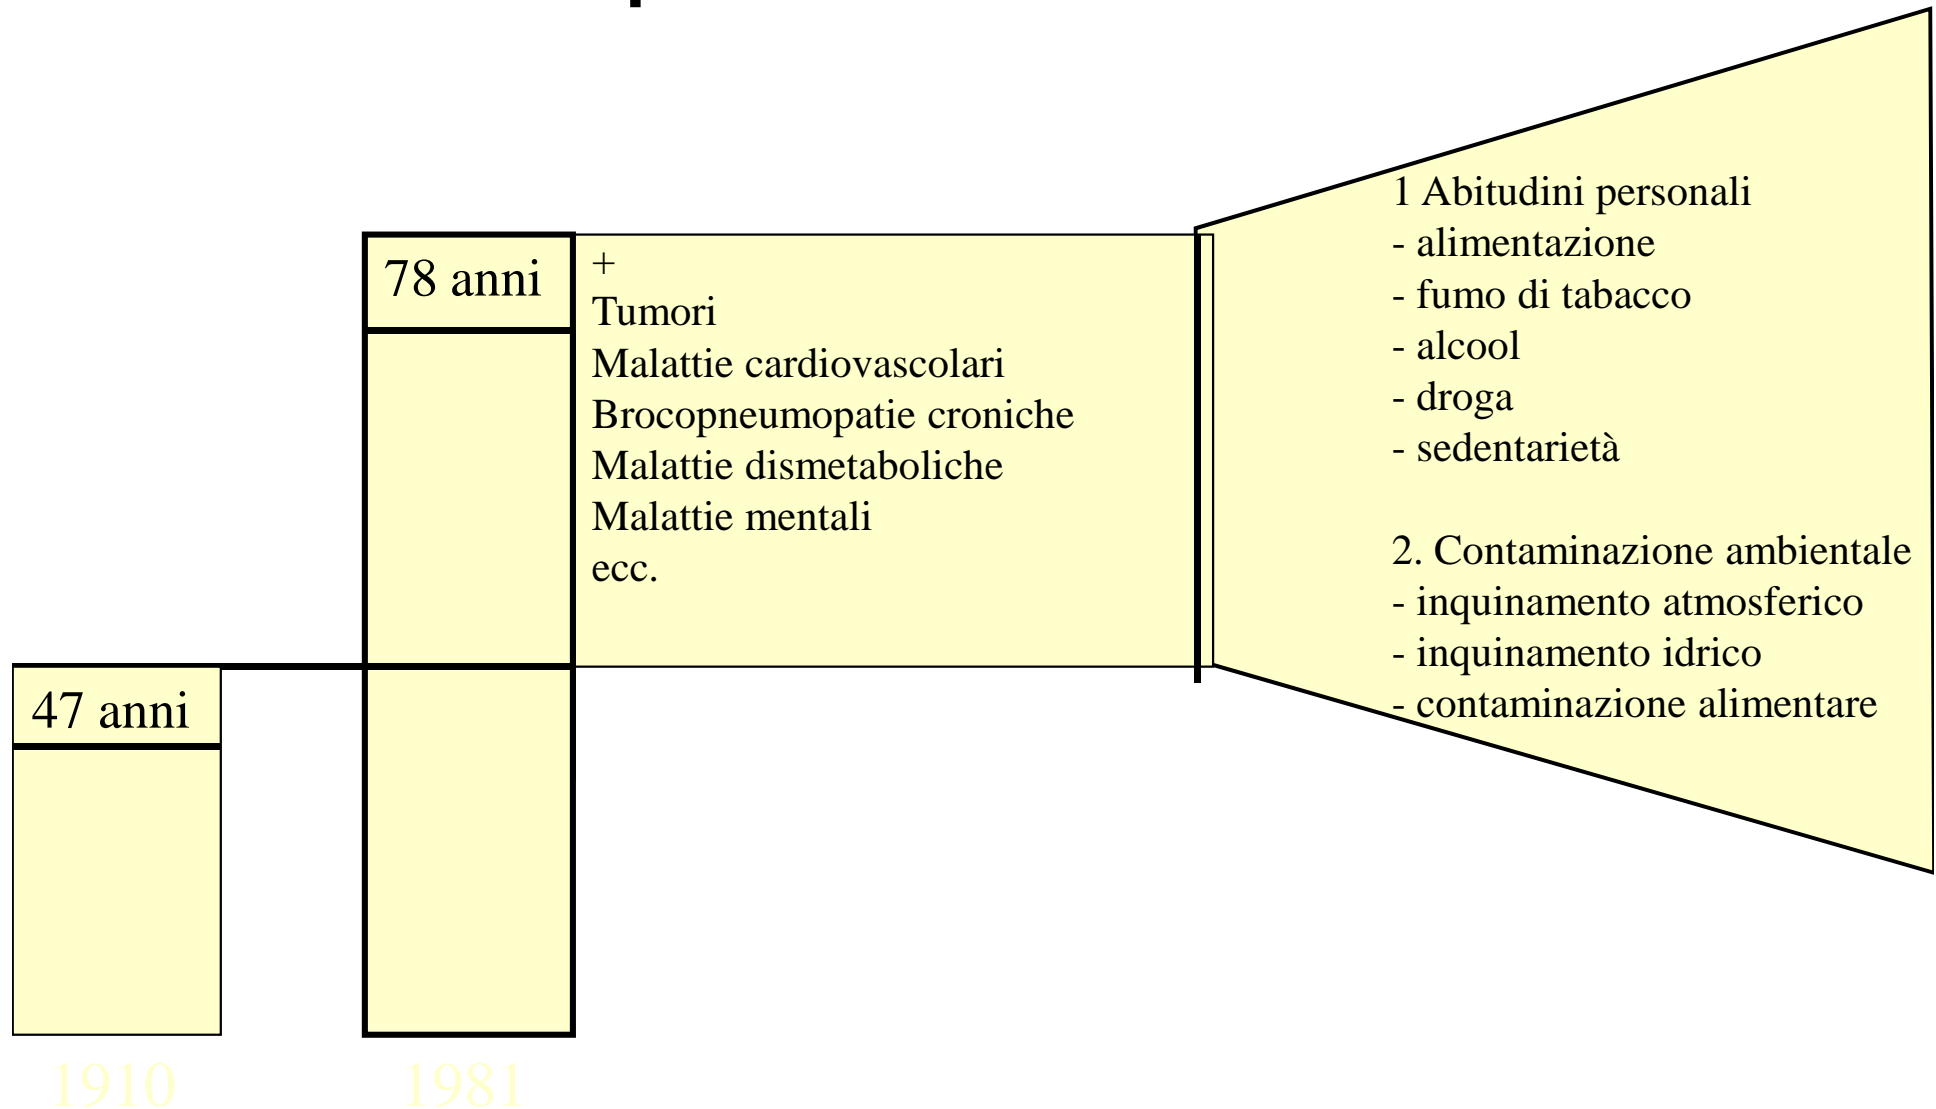 78 anni
+
Tumori
Malattie cardiovascolari
Brocopneumopatie croniche
Malattie dismetaboliche
Malattie mentali
ecc.
1 Abitudini personali
- alimentazione
- fumo di tabacco
- alcool
- droga
- sedentarietà
2. Contaminazione ambientale
- inquinamento atmosferico
- inquinamento idrico
- contaminazione alimentare
47 anni
1910
1981